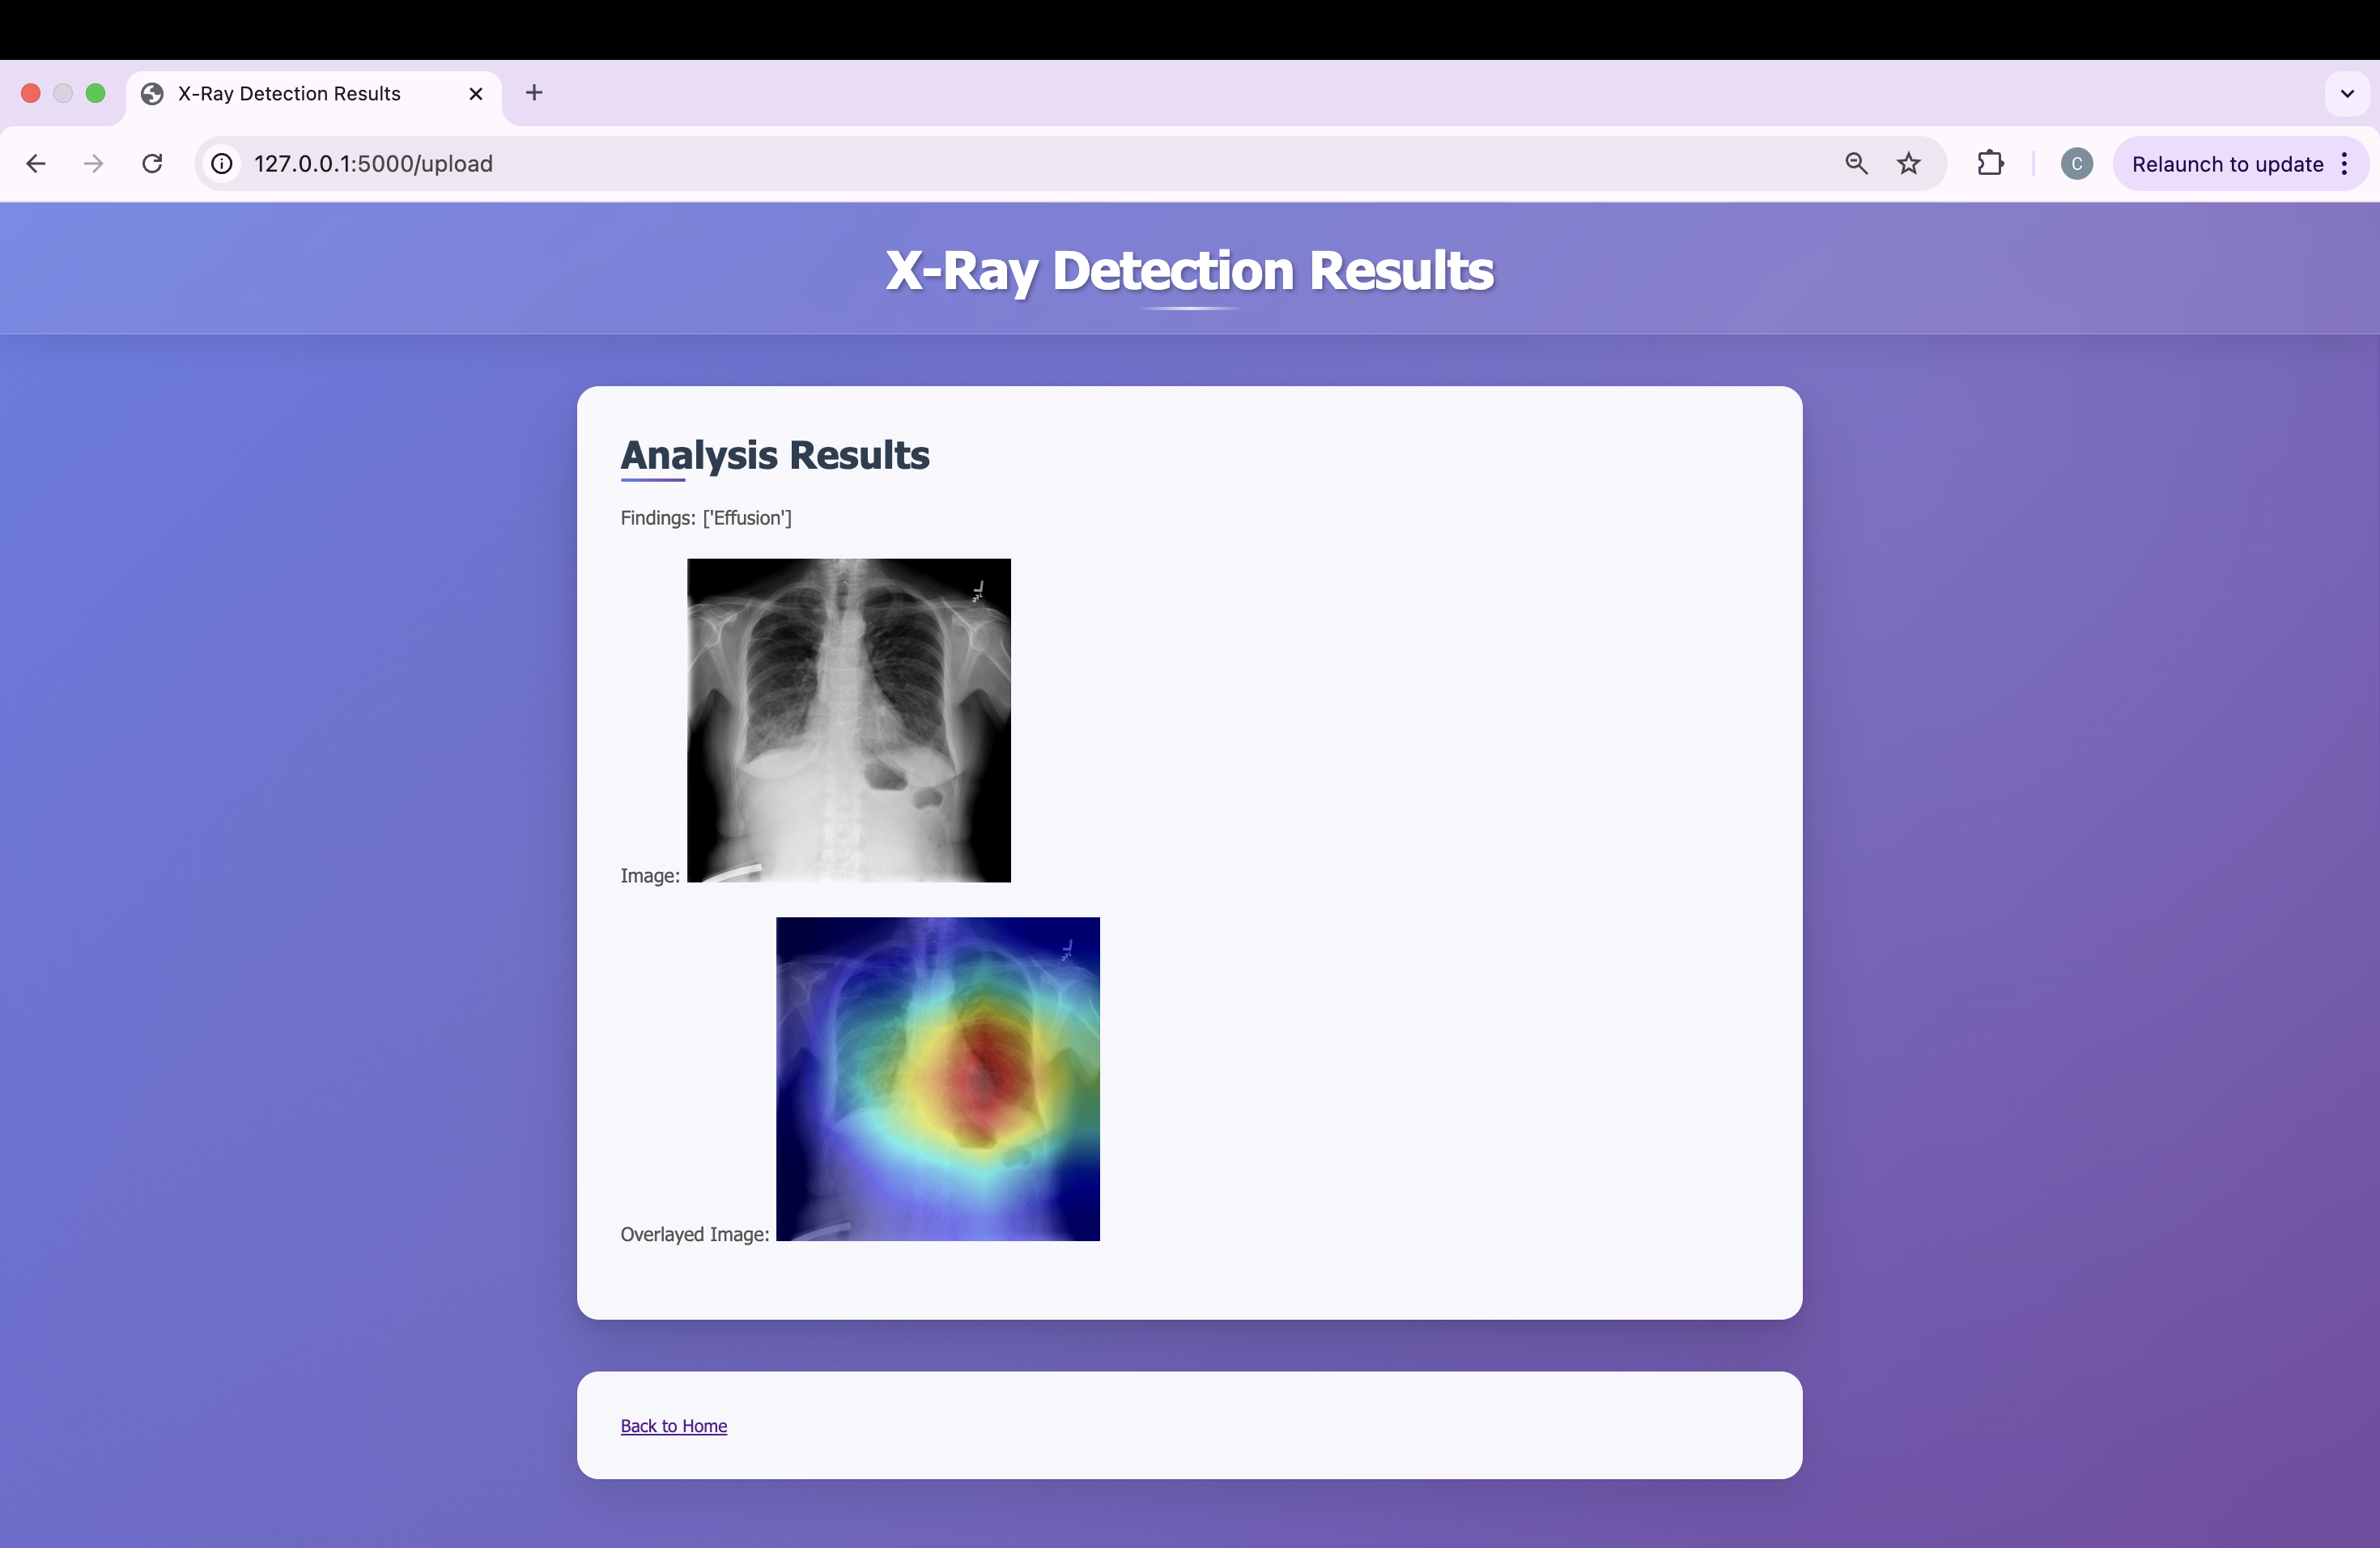 X-Ray Detection Results
127.0.0.1:5000/upload
C
Relaunch to update
X-Ray Detection Results
Analysis Results
Findings: ['Effusion']
Image:
L
Overlayed Image:
L
Back to Home